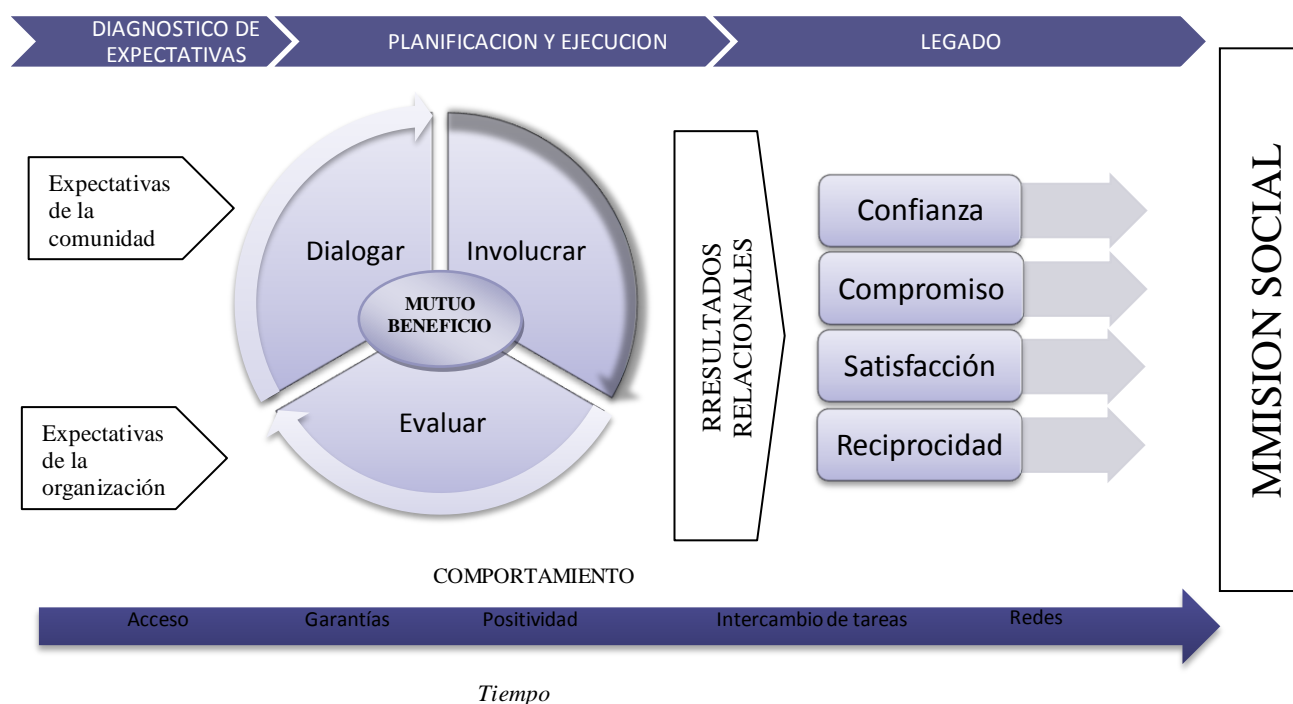 DIAGNOSTICO DE
EXPECTATIVAS
PLANIFICACION Y EJECUCION
LEGADO
Expectativas
de la
comunidad
Expectativas
de la
organización
Dialogar
Involucrar
MUTUO
BENEFICIO
Evaluar
RRESULTADOS
RELACIONALES
Confianza
Compromiso
Satisfacción
Reciprocidad
MMISION SOCIAL
COMPORTAMIENTO
Acceso
Garantías
Positividad
Intercambio de tareas
Redes
Tiempo